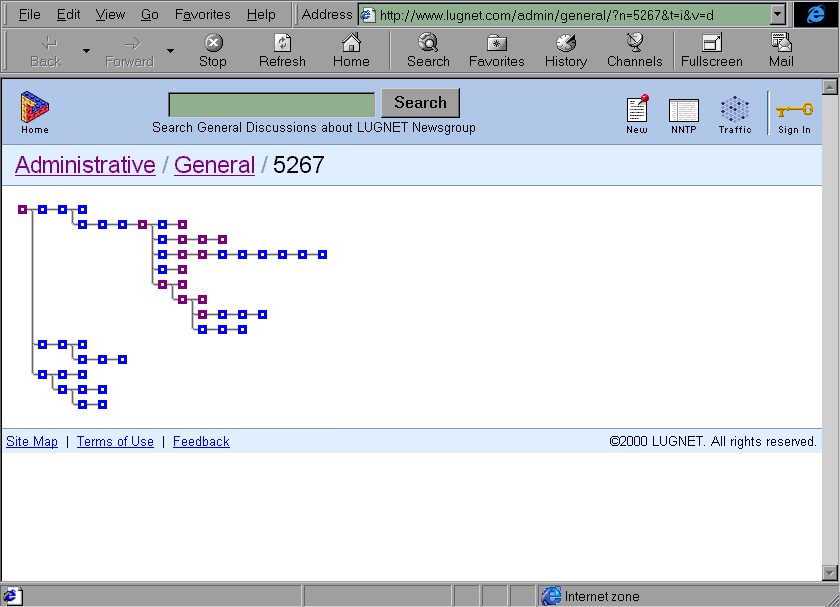 File Edit View Go Favorites Help Address http://www.lugnet.com/admin/general/?n=5267&t=i&v=d
Back Forward Stop Refresh Home Search Favorites History Channels Fullscreen Mail
Search
Home Search General Discussions about LUGNET Newsgroup New NNTP Traffic Sign In
Administrative / General / 5267
Site Map | Terms of Use | Feedback ©2000 LUGNET. All rights reserved.
Internet zone